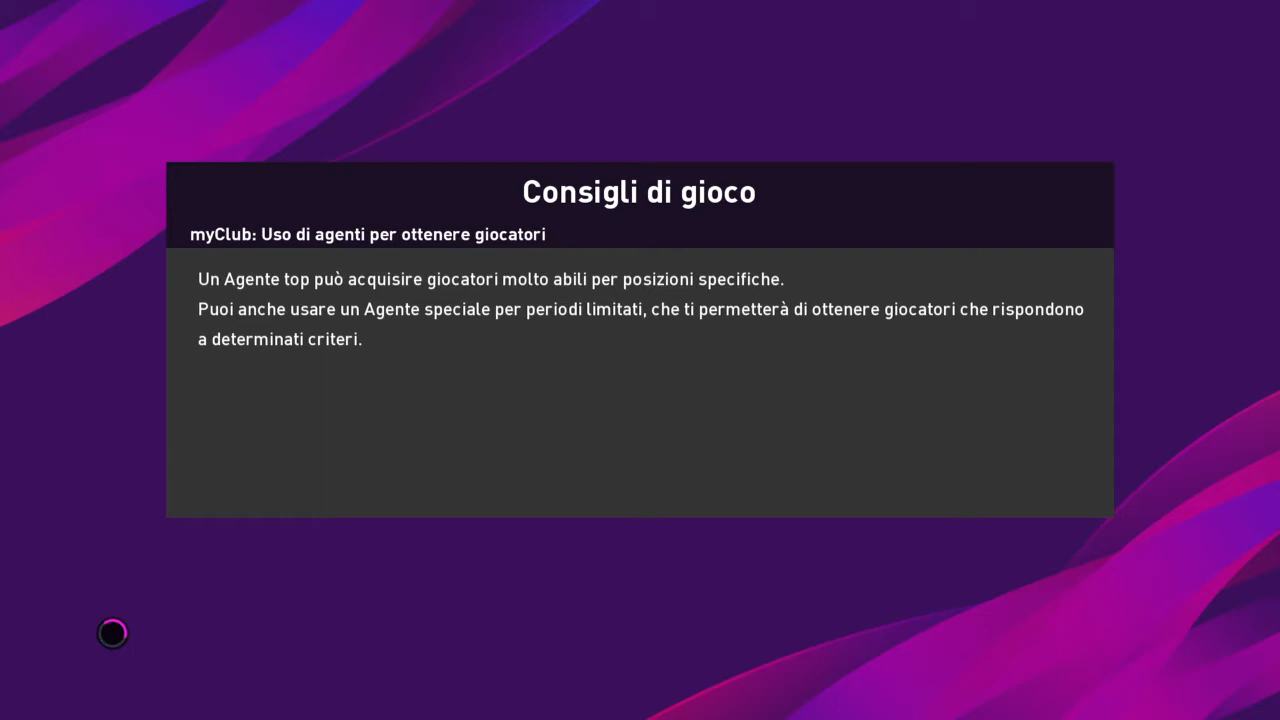 Consigli di gioco
myClub: Uso di agenti per ottenere giocatori
Un Agente top può acquisire giocatori molto abili per posizioni specifiche.
Puoi anche usare un Agente speciale per periodi limitati, che ti permetterà di ottenere giocatori che rispondono
a determinati criteri.